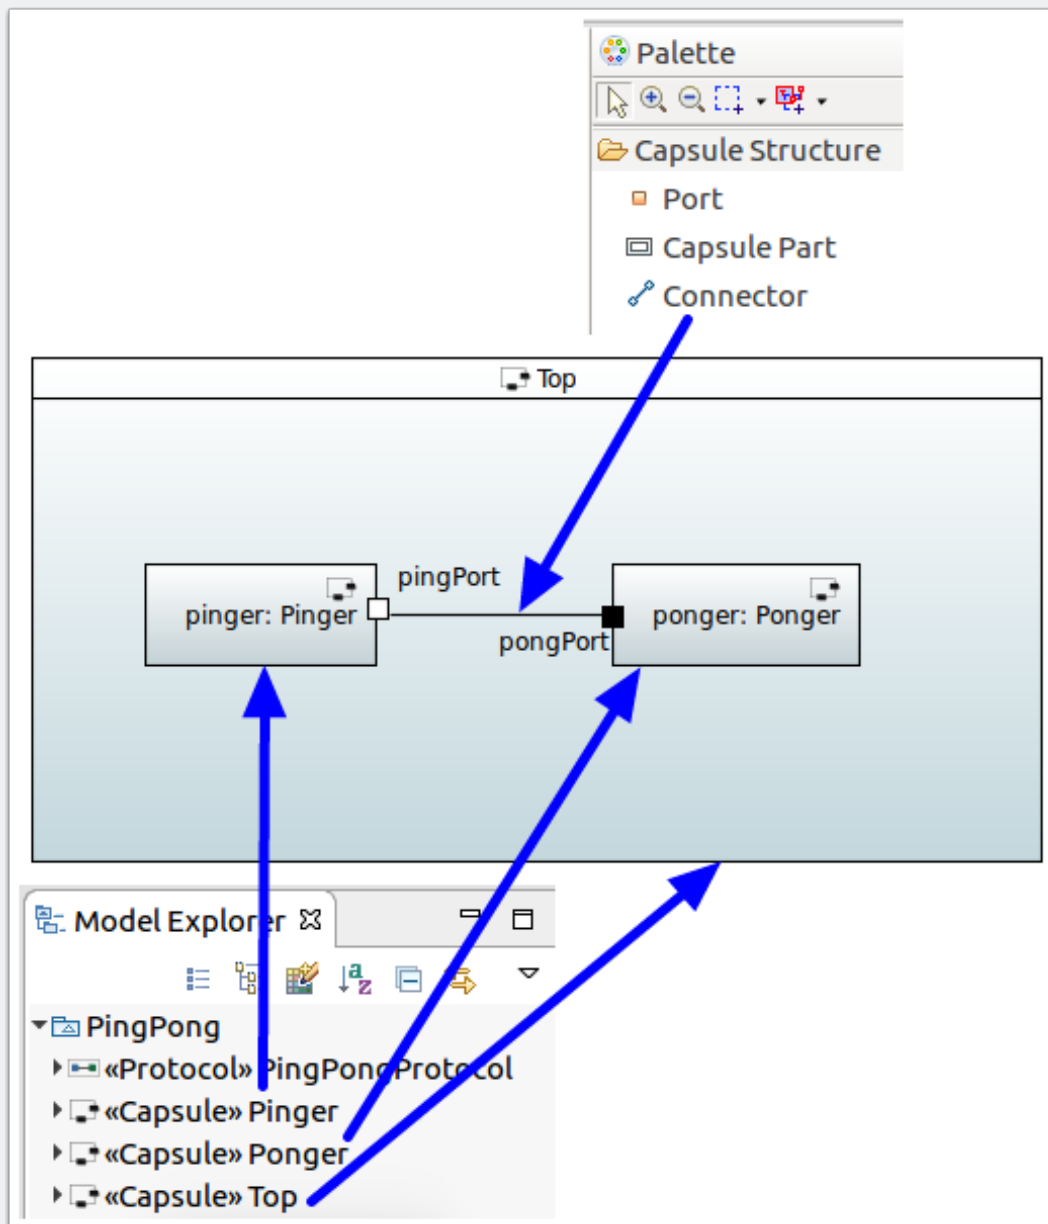 Palette
Capsule Structure
Port
Capsule Part
Connector
Top
pingPort
pinger: Pinger
ponger: Ponger
pongPort
Model Explorer
PingPong
«Protocol» PingPongProtocol
«Capsule» Pinger
«Capsule» Ponger
«Capsule» Top